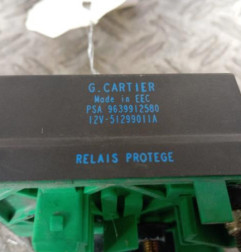 G.CARTIER
Made in EEC
PSA 9639912580
12V-51299011A
RELAIS PROTEGE